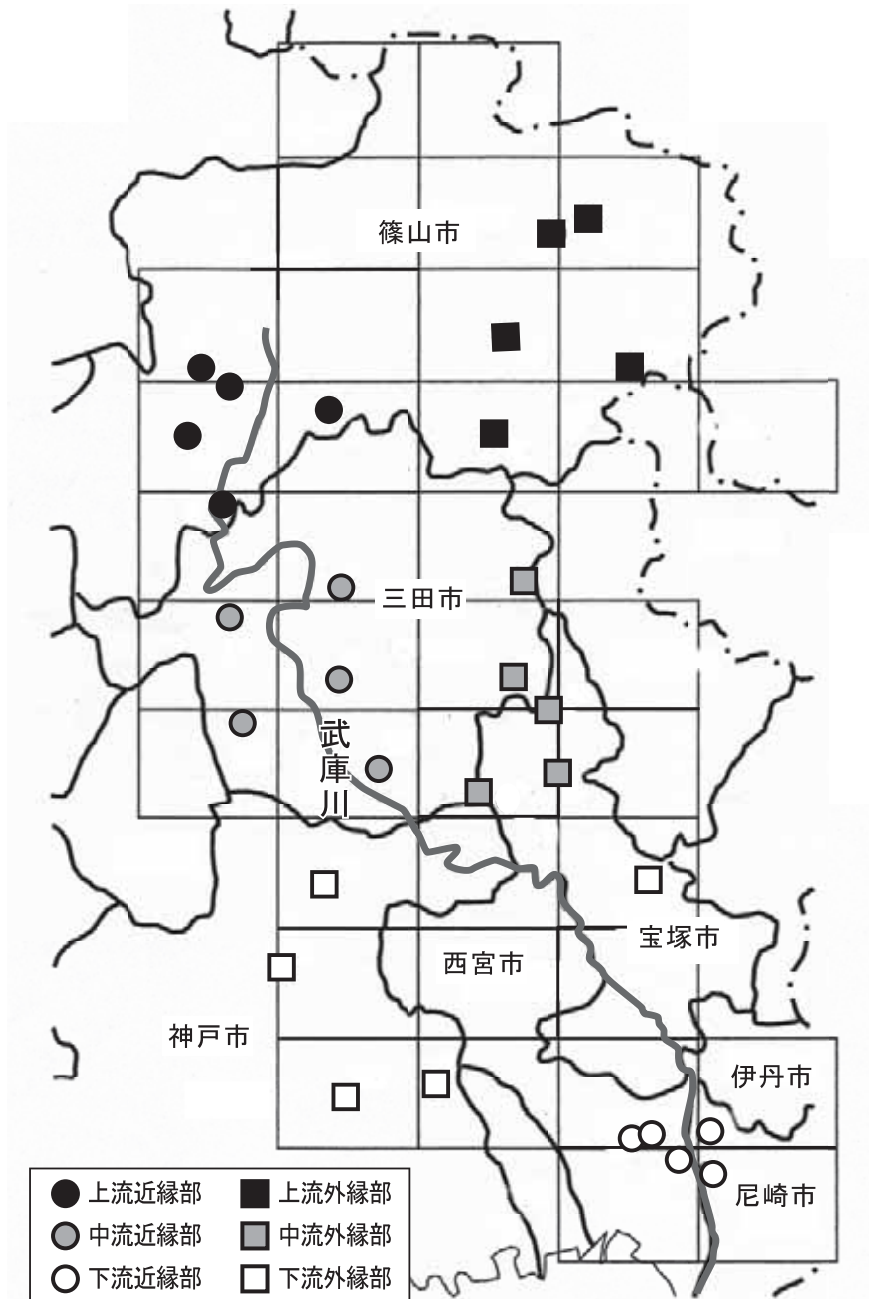 篠山市
三田市
武庫川
宝塚市
西宮市
神戸市
伊丹市
尼崎市
上流近縁部 上流外縁部
中流近縁部 中流外縁部
下流近縁部 下流外縁部